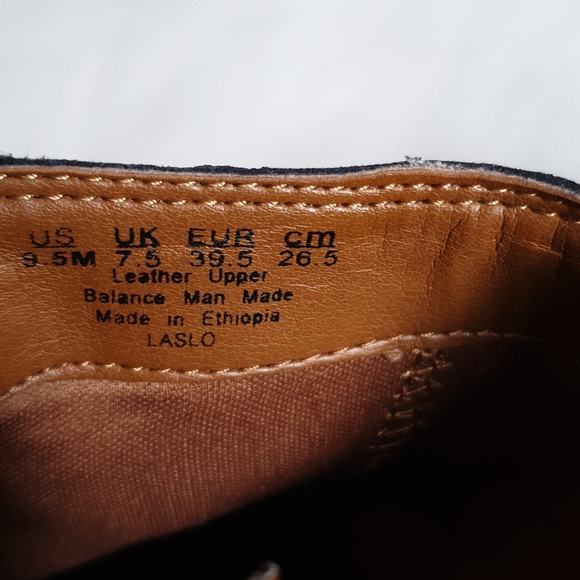 US UK EUR cm
9.5M 7.5 39.5 26.5
Leather Upper
Balance Man Made
Made in Ethiopia
LASLO